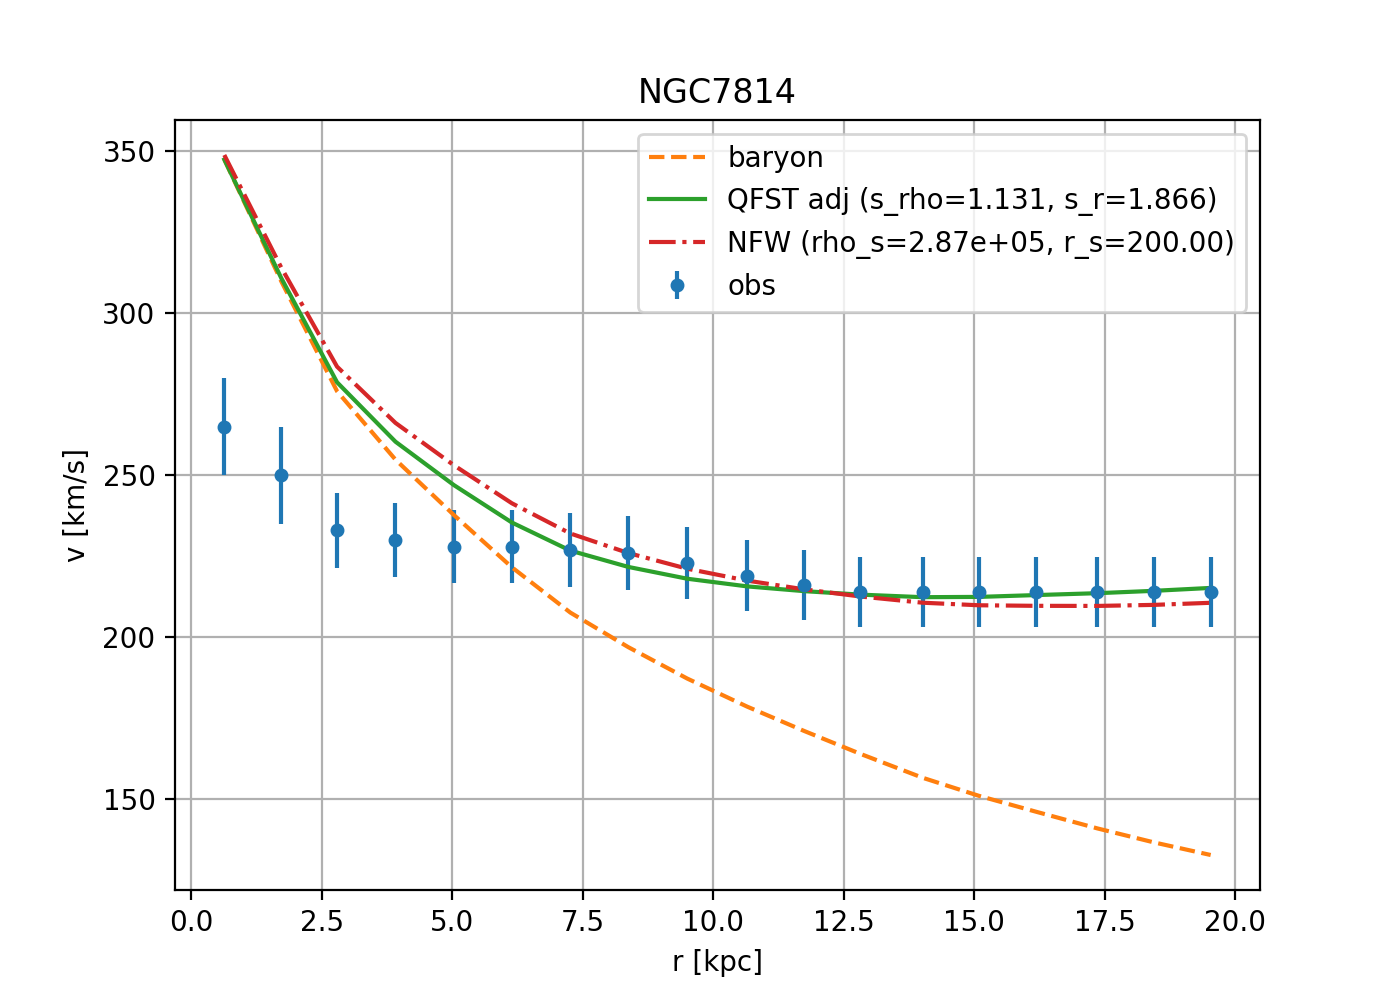 NGC7814
350
300
250
200
150
v [km/s]
baryon
QFST adj (s_rho=1.131, s_r=1.866)
NFW (rho_s=2.87e+05, r_s=200.00)
obs
0.0 2.5 5.0 7.5 10.0 12.5 15.0 17.5 20.0
r [kpc]